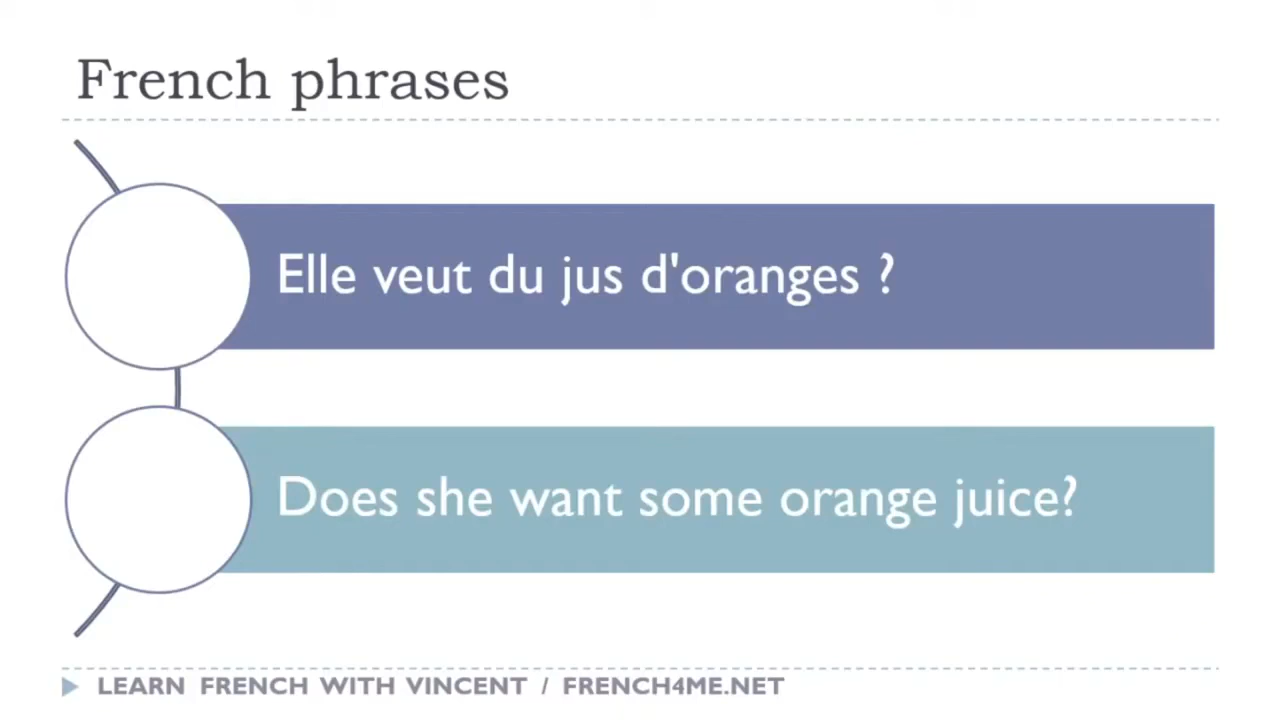 French phrases
Elle veut du jus d'oranges ?
Does she want some orange juice?
LEARN FRENCH WITH VINCENT / FRENCH4ME.NET